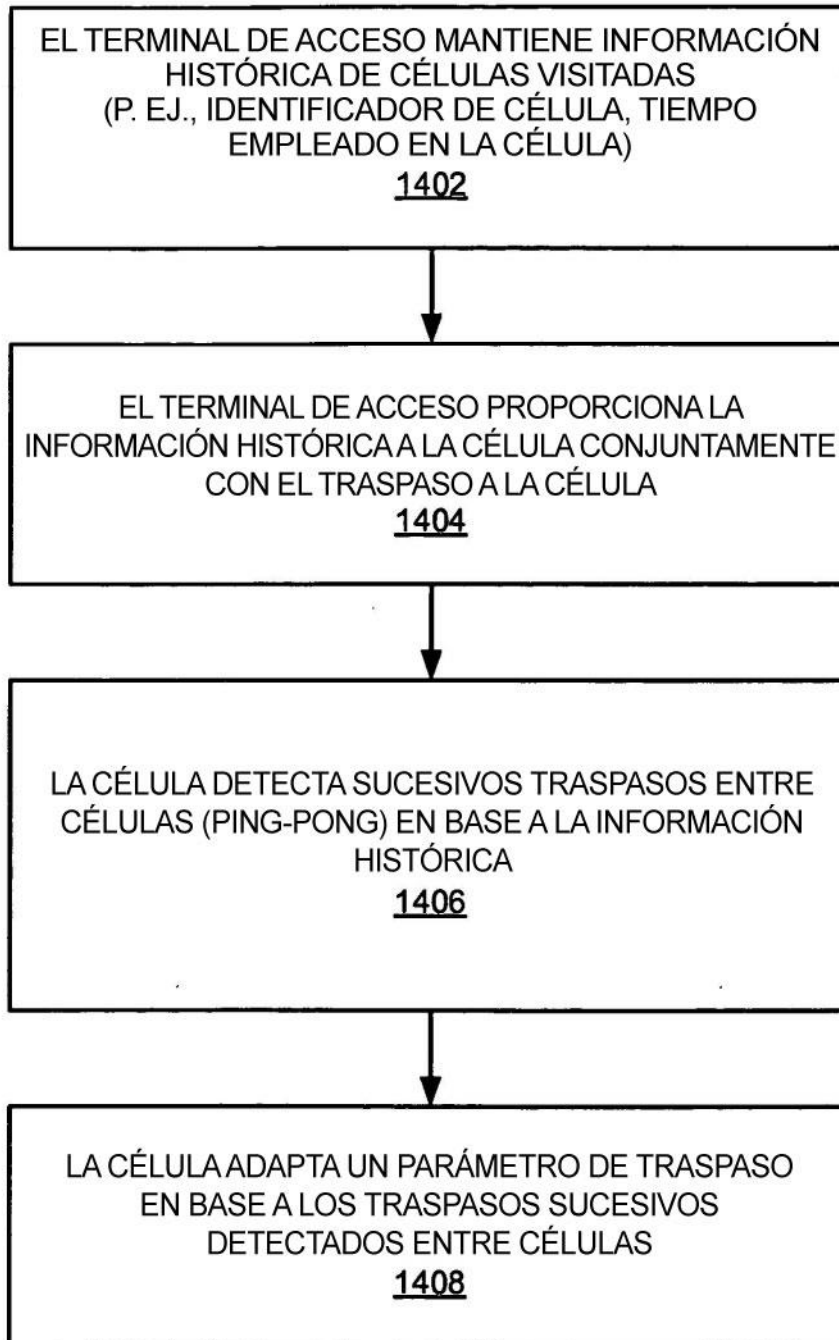 EL TERMINAL DE ACCESO MANTIENE INFORMACIÓN
HISTÓRICA DE CÉLULAS VISITADAS
(P. EJ., IDENTIFICADOR DE CÉLULA, TIEMPO
EMPLEADO EN LA CÉLULA)
1402
EL TERMINAL DE ACCESO PROPORCIONA LA
INFORMACIÓN HISTÓRICA A LA CÉLULA CONJUNTAMENTE
CON EL TRASPASO A LA CÉLULA
1404
LA CÉLULA DETECTA SUCESIVOS TRASPASOS ENTRE
CÉLULAS (PING-PONG) EN BASE A LA INFORMACIÓN
HISTÓRICA
1406
LA CÉLULA ADAPTA UN PARÁMETRO DE TRASPASO
EN BASE A LOS TRASPASOS SUCESIVOS
DETECTADOS ENTRE CÉLULAS
1408